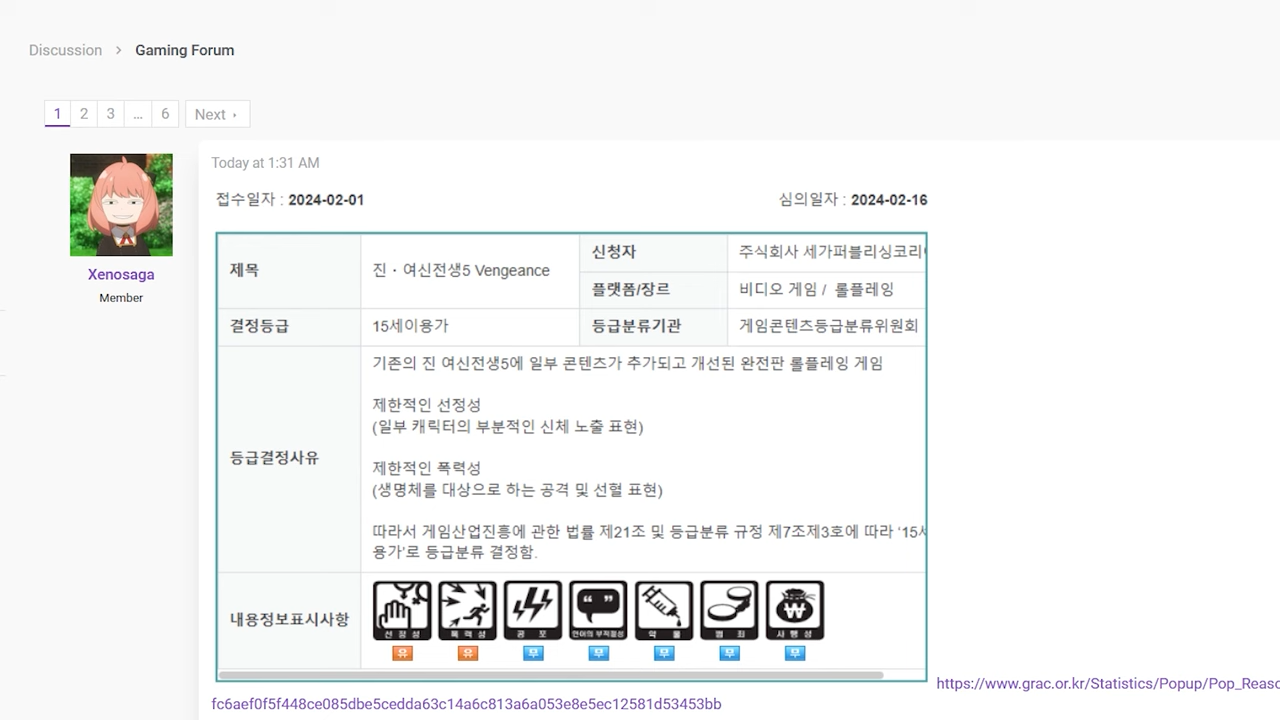 Discussion > Gaming Forum
1 2 3 ... 6 Next
Today at 1:31 AM
Xenosaga
Member
접수일자 : 2024-02-01 심의일자 : 2024-02-16
제목 진・여신전생5 Vengeance 신청자 주식회사 세가퍼블리싱코리
플랫폼/장르 비디오 게임 / 롤플레잉
결정등급 15세이용가 등급분류기관 게임콘텐츠등급분류위원회
등급결정사유
기존의 진 여신전생5에 일부 콘텐츠가 추가되고 개선된 완전판 롤플레잉 게임
제한적인 선정성
(일부 캐릭터의 부분적인 신체 노출 표현)
제한적인 폭력성
(생명체를 대상으로 하는 공격 및 선혈 표현)
따라서 게임산업진흥에 관한 법률 제21조 및 등급분류 규정 제7조제3호에 따라 ‘15
용가’로 등급분류 결정함.
내용정보표시사항
선정성 폭력성 공포 언어의 부적절성 약물 범죄 사행성
유 유 무 무 무 무 무
https://www.grac.or.kr/Statistics/Popup/Pop_Reaso
fc6aef0f5f448ce085dbe5cedda63c14a6c813a6a053e8e5ec12581d53453bb